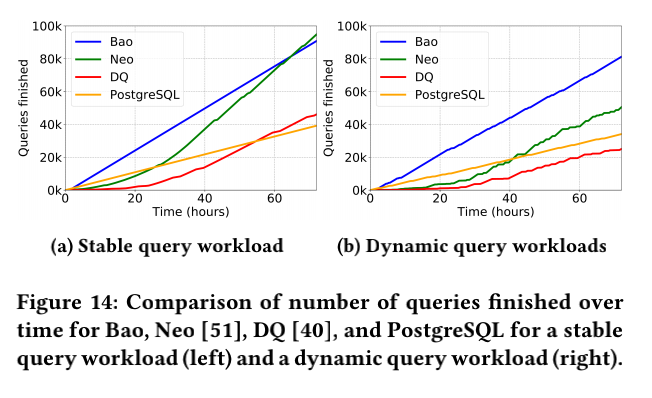 100k
80k
60k
40k
20k
0k
Queries finished
Bao
Neo
DQ
PostgreSQL
0 20 40 60
Time (hours)
(a) Stable query workload
100k
80k
60k
40k
20k
0k
Queries finished
Bao
Neo
DQ
PostgreSQL
0 20 40 60
Time (hours)
(b) Dynamic query workloads
Figure 14: Comparison of number of queries finished over
time for Bao, Neo [51], DQ [40], and PostgreSQL for a stable
query workload (left) and a dynamic query workload (right).